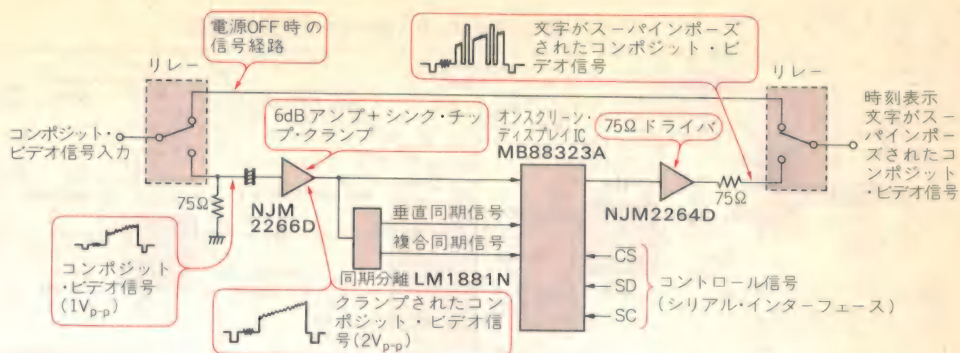 電源OFF時の
信号経路
リレー
文字がスーパインポーズ
されたコンポジット・ビ
デオ信号
リレー
6dBアンプ+シンク・チッ
プ・クランプ
オンスクリーン・
ディスプレイIC
MB88323A
75Ωドライバ
コンポジット・
ビデオ信号入力
時刻表示
文字がスー
パインポー
ズされたコ
ンポジット
・ビデオ信号
75Ω
NJM
2266D
NJM2264D
75Ω
垂直同期信号
複合同期信号
同期分離 LM1881N
コンポジット
・ビデオ信号
(1Vp-p)
クランプされたコン
ポジット・ビデオ信
号(2Vp-p)
CS
SD
SC
コントロール信号
(シリアル・インターフェース)